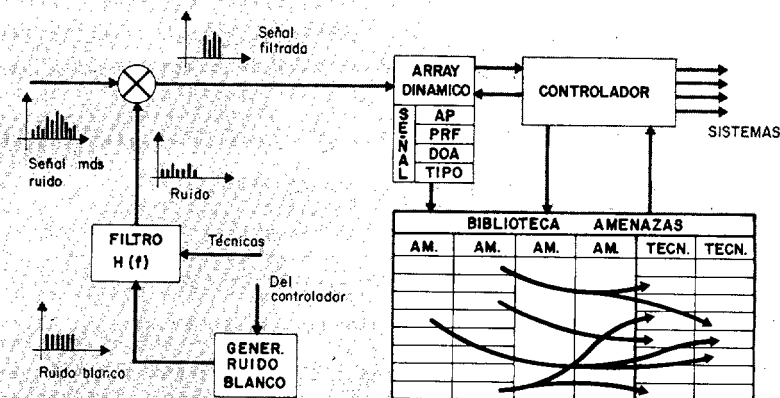 Señal
filtrada
Señal más
ruido
Ruido
ARRAY
DINAMICO
SEÑAL
AP
PRF
DOA
TIPO
CONTROLADOR
SISTEMAS
FILTRO
H (f)
Técnicas
Del
controlador
Ruido blanco
GENER.
RUIDO
BLANCO
BIBLIOTECA AMENAZAS
AM. AM. AM. AM. TECN. TECN.